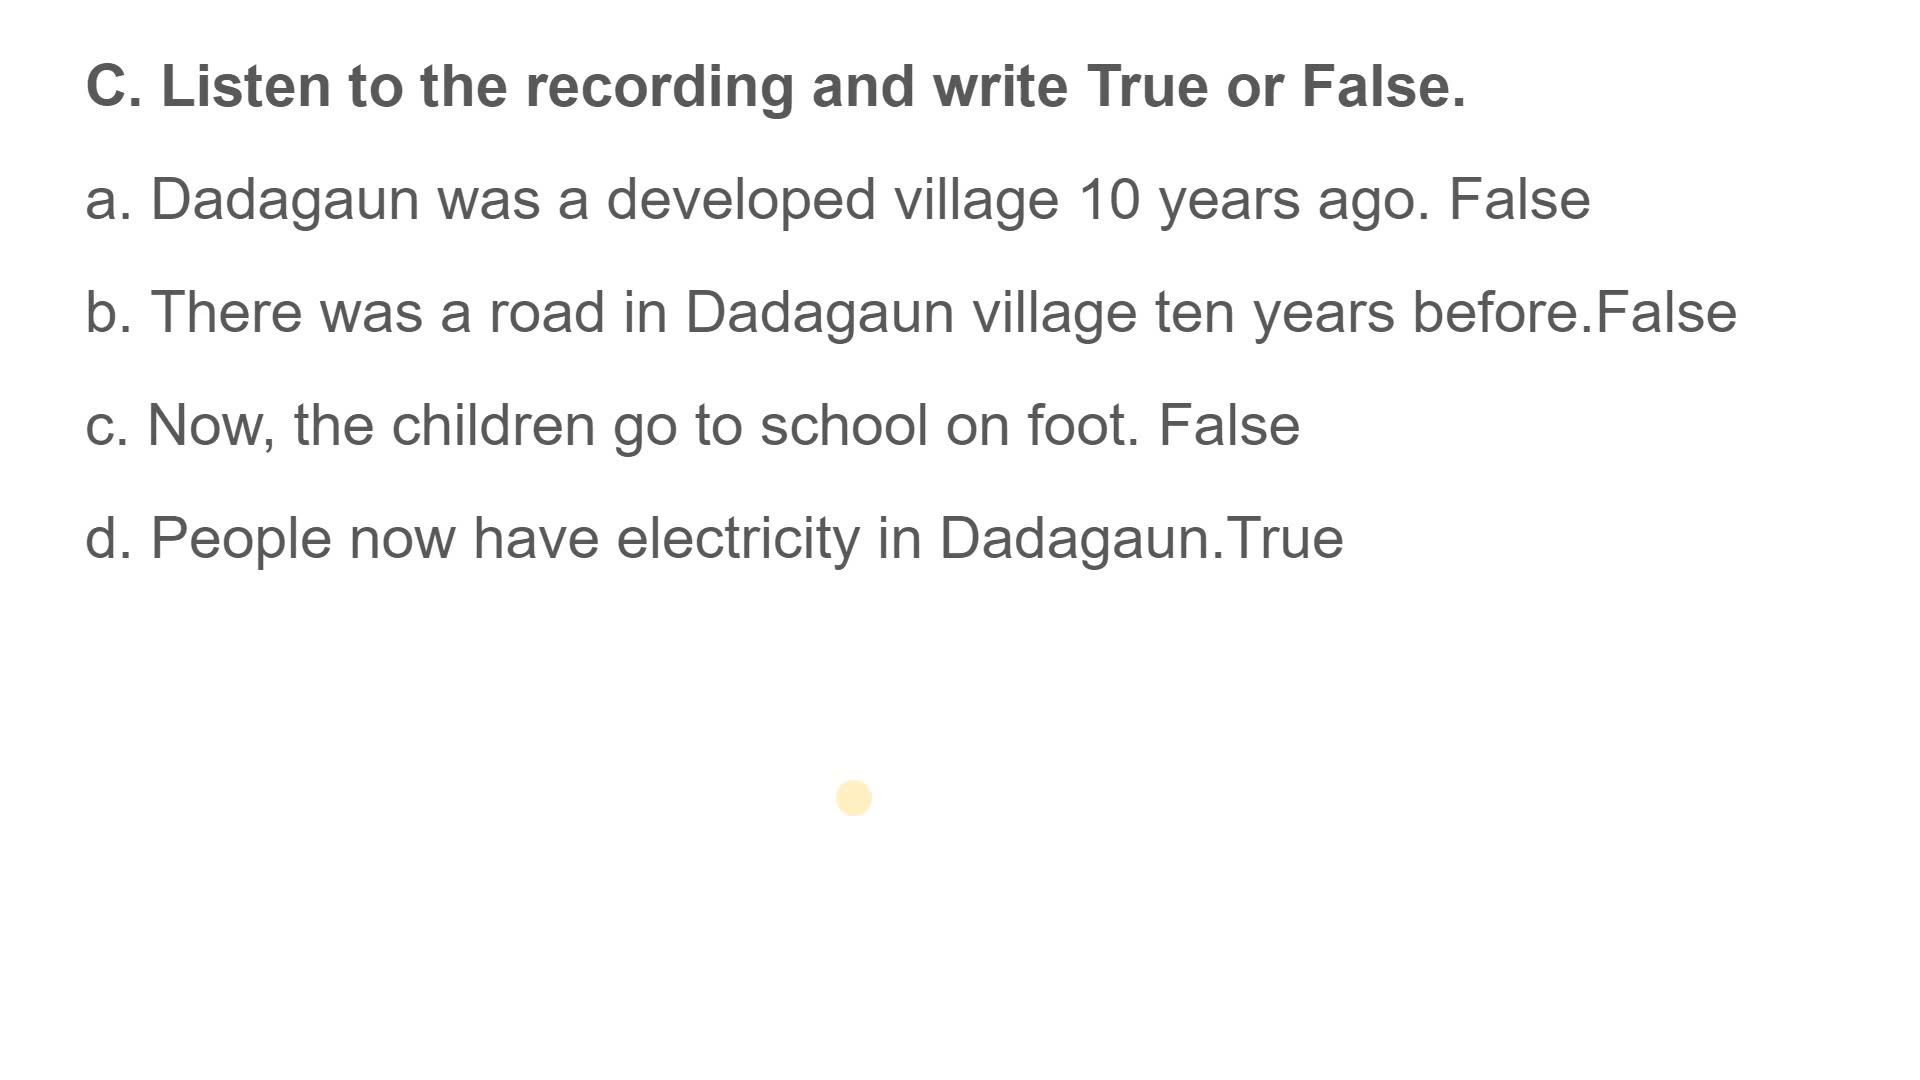 C. Listen to the recording and write True or False.
a. Dadagaun was a developed village 10 years ago. False
b. There was a road in Dadagaun village ten years before.False
c. Now, the children go to school on foot. False
d. People now have electricity in Dadagaun.True